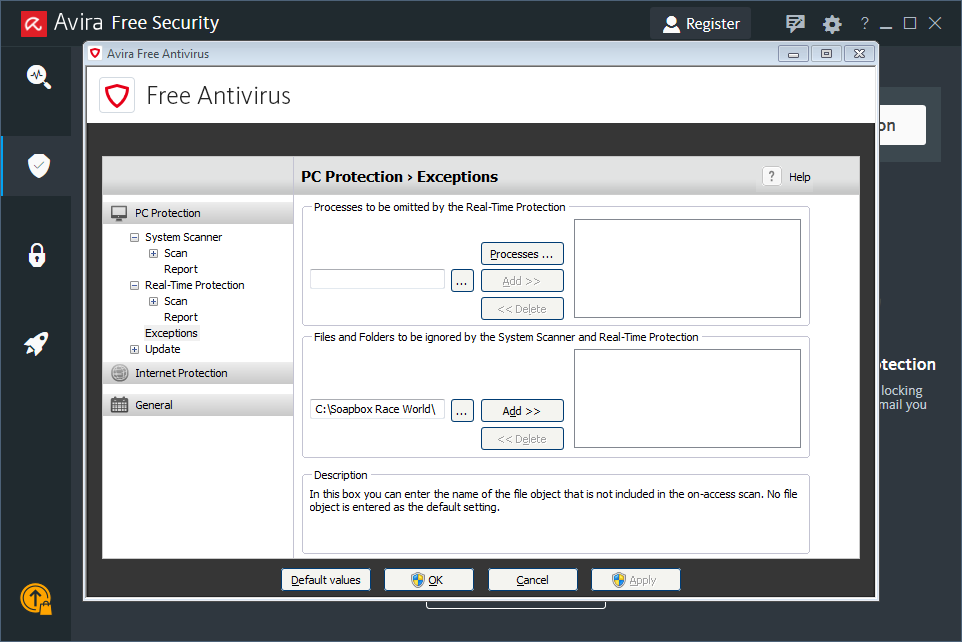 Avira Free Security
Register
?
Avira Free Antivirus
Free Antivirus
on
PC Protection › Exceptions
? Help
PC Protection
System Scanner
Scan
Report
Real-Time Protection
Scan
Report
Exceptions
Update
Internet Protection
General
Processes to be omitted by the Real-Time Protection
Processes ...
...
Add >>
<< Delete
Files and Folders to be ignored by the System Scanner and Real-Time Protection
C:\Soapbox Race World\
...
Add >>
<< Delete
Description
In this box you can enter the name of the file object that is not included in the on-access scan. No file
object is entered as the default setting.
tection
locking
mail you
Default values
OK
Cancel
Apply